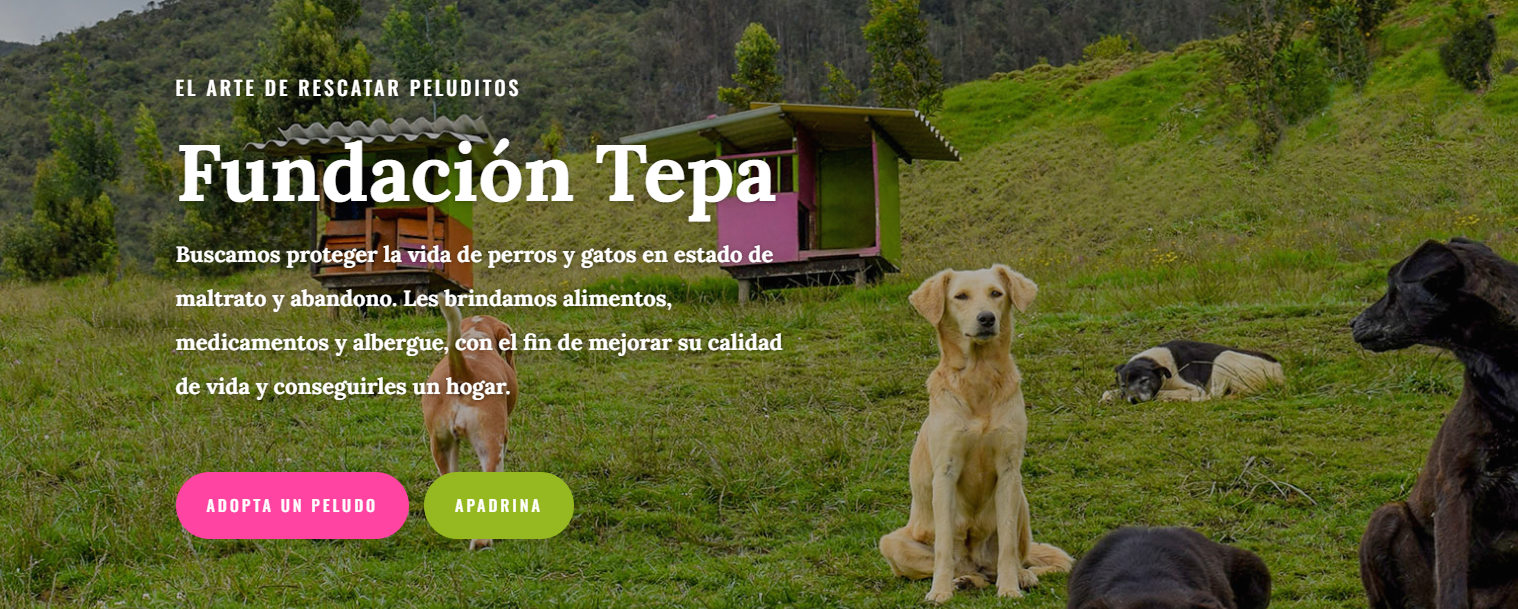 EL ARTE DE RESCATAR PELUDITOS
Fundación Tepa
Buscamos proteger la vida de perros y gatos en estado de
maltrato y abandono. Les brindamos alimentos,
medicamentos y albergue, con el fin de mejorar su calidad
de vida y conseguirles un hogar.
ADOPTA UN PELUDO
APADRINA